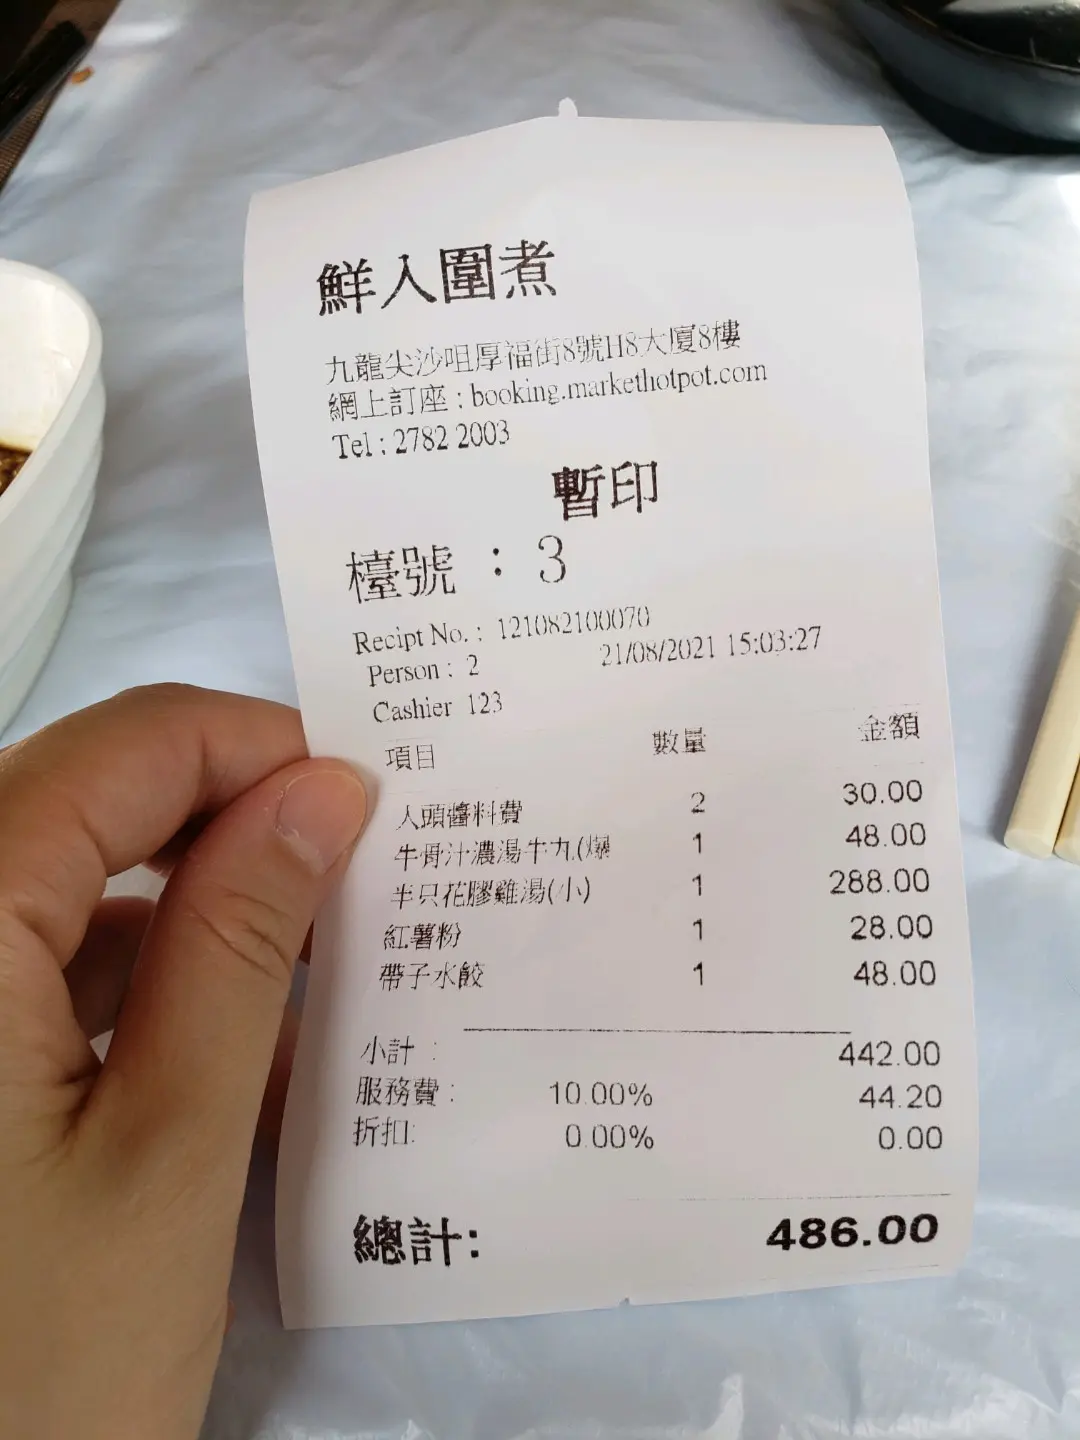 鮮入圍煮
九龍尖沙咀厚福街8號H8大廈8樓
網上訂座 : booking.markethotpot.com
Tel : 2782 2003
暫印
檯號 : 3
Recipt No. : 121082100070
Person : 2 21/08/2021 15:03:27
Cashier 123
項目 數量 金額
人頭醬料費 2 30.00
牛骨汁濃湯牛九(爆 1 48.00
半只花膠雞湯(小) 1 288.00
紅薯粉 1 28.00
帶子水餃 1 48.00
小計 : 442.00
服務費 : 10.00% 44.20
折扣: 0.00% 0.00
總計: 486.00